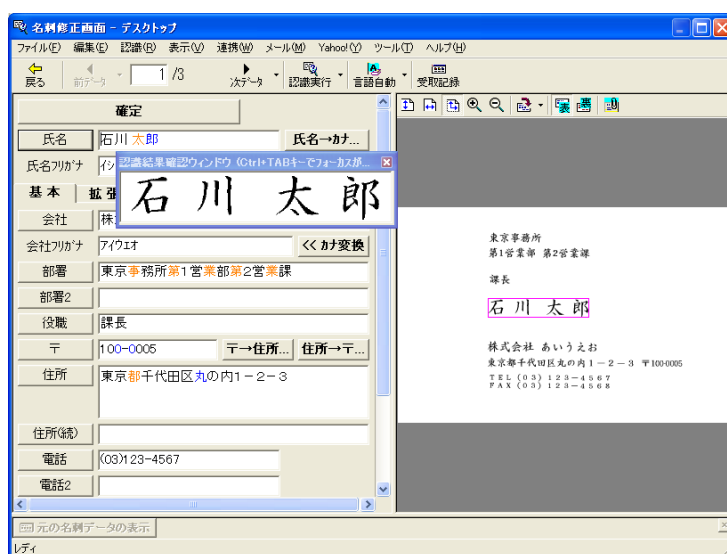 名刺修正画面 - デスクトップ
ファイル(F) 編集(E) 認識(R) 表示(V) 連携(W) メール(M) Yahoo!(Y) ツール(T) ヘルプ(H)
戻る 前データ 1 /3 次データ 認識実行 言語自動 受取記録
確定
氏名 石川 太郎 氏名→カナ...
氏名フリガナ
認識結果確認ウィンドウ (Ctrl+TABキーでフォーカスが...
石川 太郎
基本 拡張
会社 株
会社フリガナ アイウエオ << カナ変換
部署 東京事務所第1営業部第2営業課
部署2
役職 課長
〒 100-0005 〒→住所... 住所→〒...
住所 東京都千代田区丸の内1-2-3
住所(続)
電話 (03)123-4567
電話2
東京事務所
第1営業部 第2営業課
課長
石川 太郎
株式会社 あいうえお
東京都千代田区丸の内1-2-3 〒100-0005
TEL (03) 123-4567
FAX (03) 123-4568
元の名刺データの表示
レディ